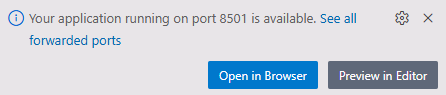 Your application running on port 8501 is available. See all
forwarded ports
Open in Browser
Preview in Editor